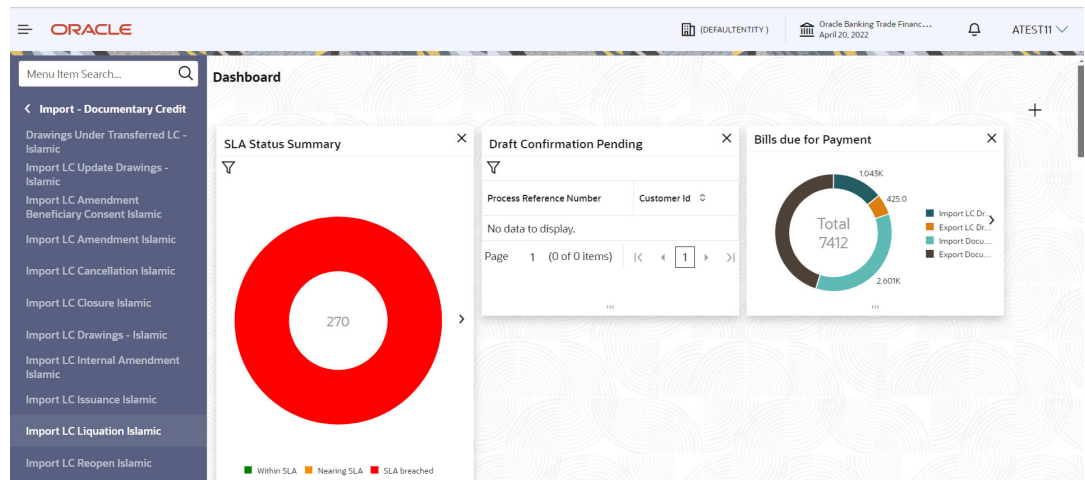 ORACLE
(DEFAULTENTITY)
Oracle Banking Trade Financ...
April 20, 2022
ATEST11
Menu Item Search...
Import - Documentary Credit
Drawings Under Transferred LC -
Islamic
Import LC Update Drawings -
Islamic
Import LC Amendment
Beneficiary Consent Islamic
Import LC Amendment Islamic
Import LC Cancellation Islamic
Import LC Closure Islamic
Import LC Drawings - Islamic
Import LC Internal Amendment
Islamic
Import LC Issuance Islamic
Import LC Liquation Islamic
Import LC Reopen Islamic
Dashboard
SLA Status Summary
270
Within SLA Nearing SLA SLA breached
Draft Confirmation Pending
Process Reference Number Customer Id
No data to display.
Page 1 (0 of 0 items) 1
Bills due for Payment
1.043K
425.0
Total
7412
2.601K
Import LC Dr...
Export LC Dr...
Import Docu...
Export Docu...